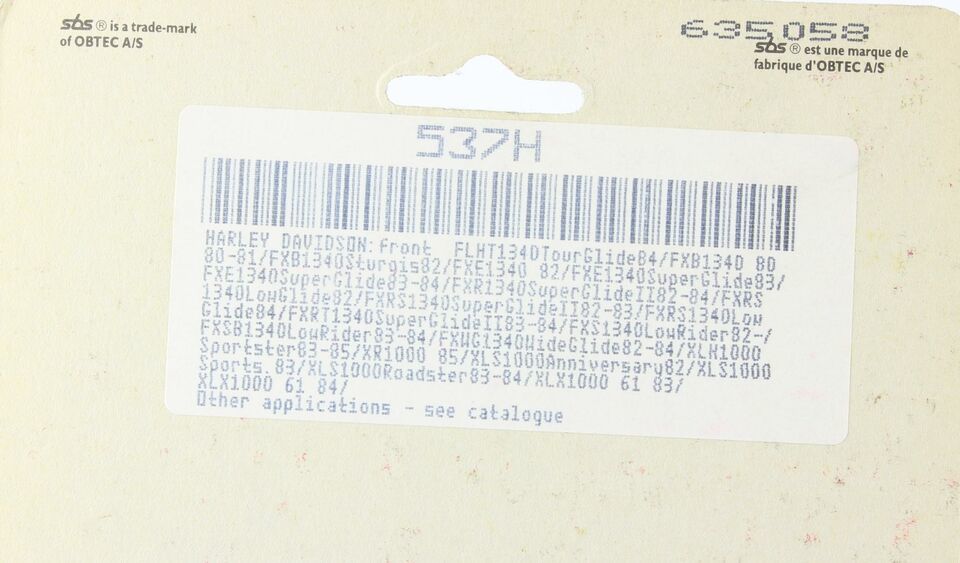 sbs ® is a trade-mark
of OBTEC A/S
635058
sbs ® est une marque de
fabrique d'OBTEC A/S
537H
HARLEY DAVIDSON:front FLHT1340TourGlide84/FXB1340 80
80-81/FXB1340Sturgis82/FXE1340 82/FXE1340SuperGlide83/
FXE1340SuperGlide83-84/FXR1340SuperGlideII82-84/FXRS
1340LowGlide82/FXRS1340SuperGlideII82-83/FXRS1340Low
Glide84/FXRT1340SuperGlideII83-84/FXS1340LowRider82-/
FXSB1340LowRider83-84/FXWG1340WideGlide82-84/XLH1000
Sportster83-85/XR1000 85/XLS1000Anniversary82/XLS1000
Sports.83/XLS1000Roadster83-84/XLX1000 61 83/
XLX1000 61 84/
Other applications - see catalogue